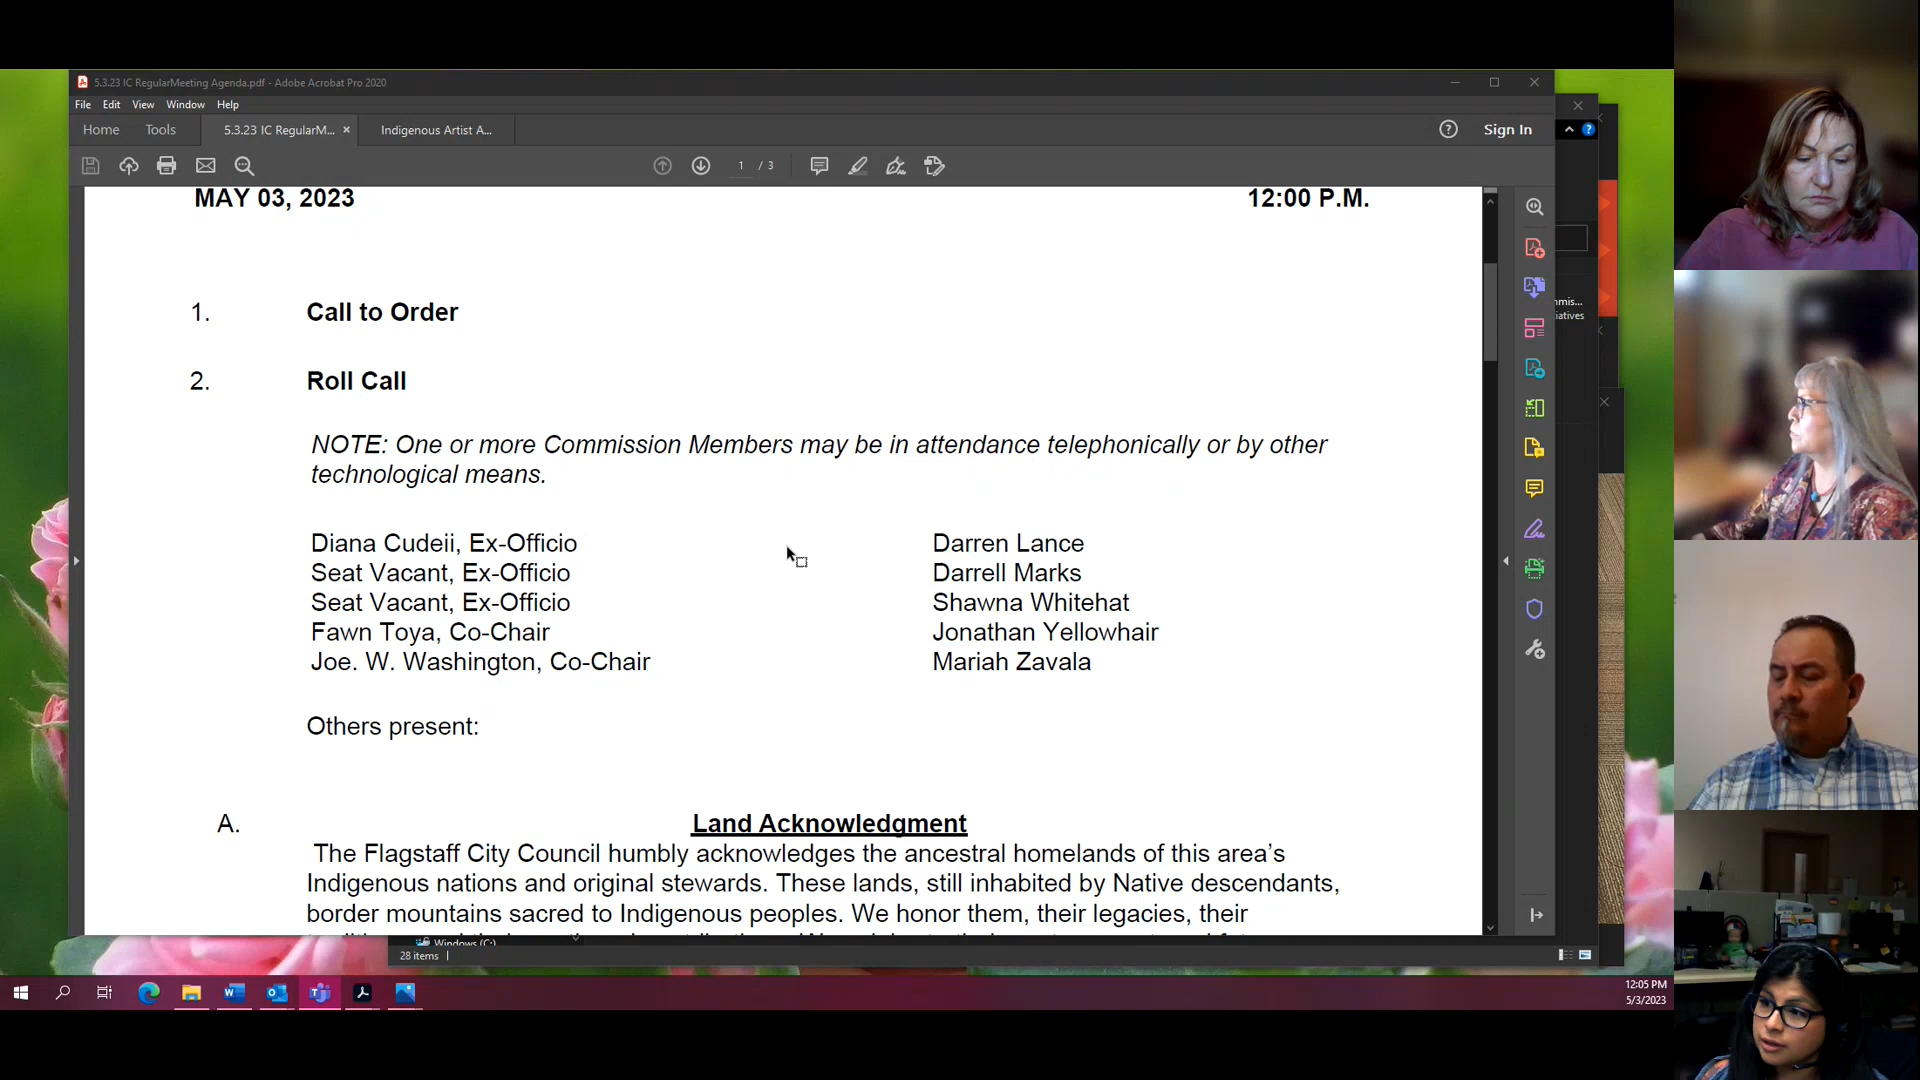 5.3.23 IC RegularMeeting Agenda.pdf - Adobe Acrobat Pro 2020
File Edit View Window Help
Home Tools 5.3.23 IC RegularM... × Indigenous Artist A... ? Sign In
1 / 3
MAY 03, 2023 12:00 P.M.
1. Call to Order
2. Roll Call
NOTE: One or more Commission Members may be in attendance telephonically or by other
technological means.
Diana Cudeii, Ex-Officio Darren Lance
Seat Vacant, Ex-Officio Darrell Marks
Seat Vacant, Ex-Officio Shawna Whitehat
Fawn Toya, Co-Chair Jonathan Yellowhair
Joe. W. Washington, Co-Chair Mariah Zavala
Others present:
A. Land Acknowledgment
The Flagstaff City Council humbly acknowledges the ancestral homelands of this area’s
Indigenous nations and original stewards. These lands, still inhabited by Native descendants,
border mountains sacred to Indigenous peoples. We honor them, their legacies, their
mis...
iatives
Windows (C:)
28 items
12:05 PM
5/3/2023